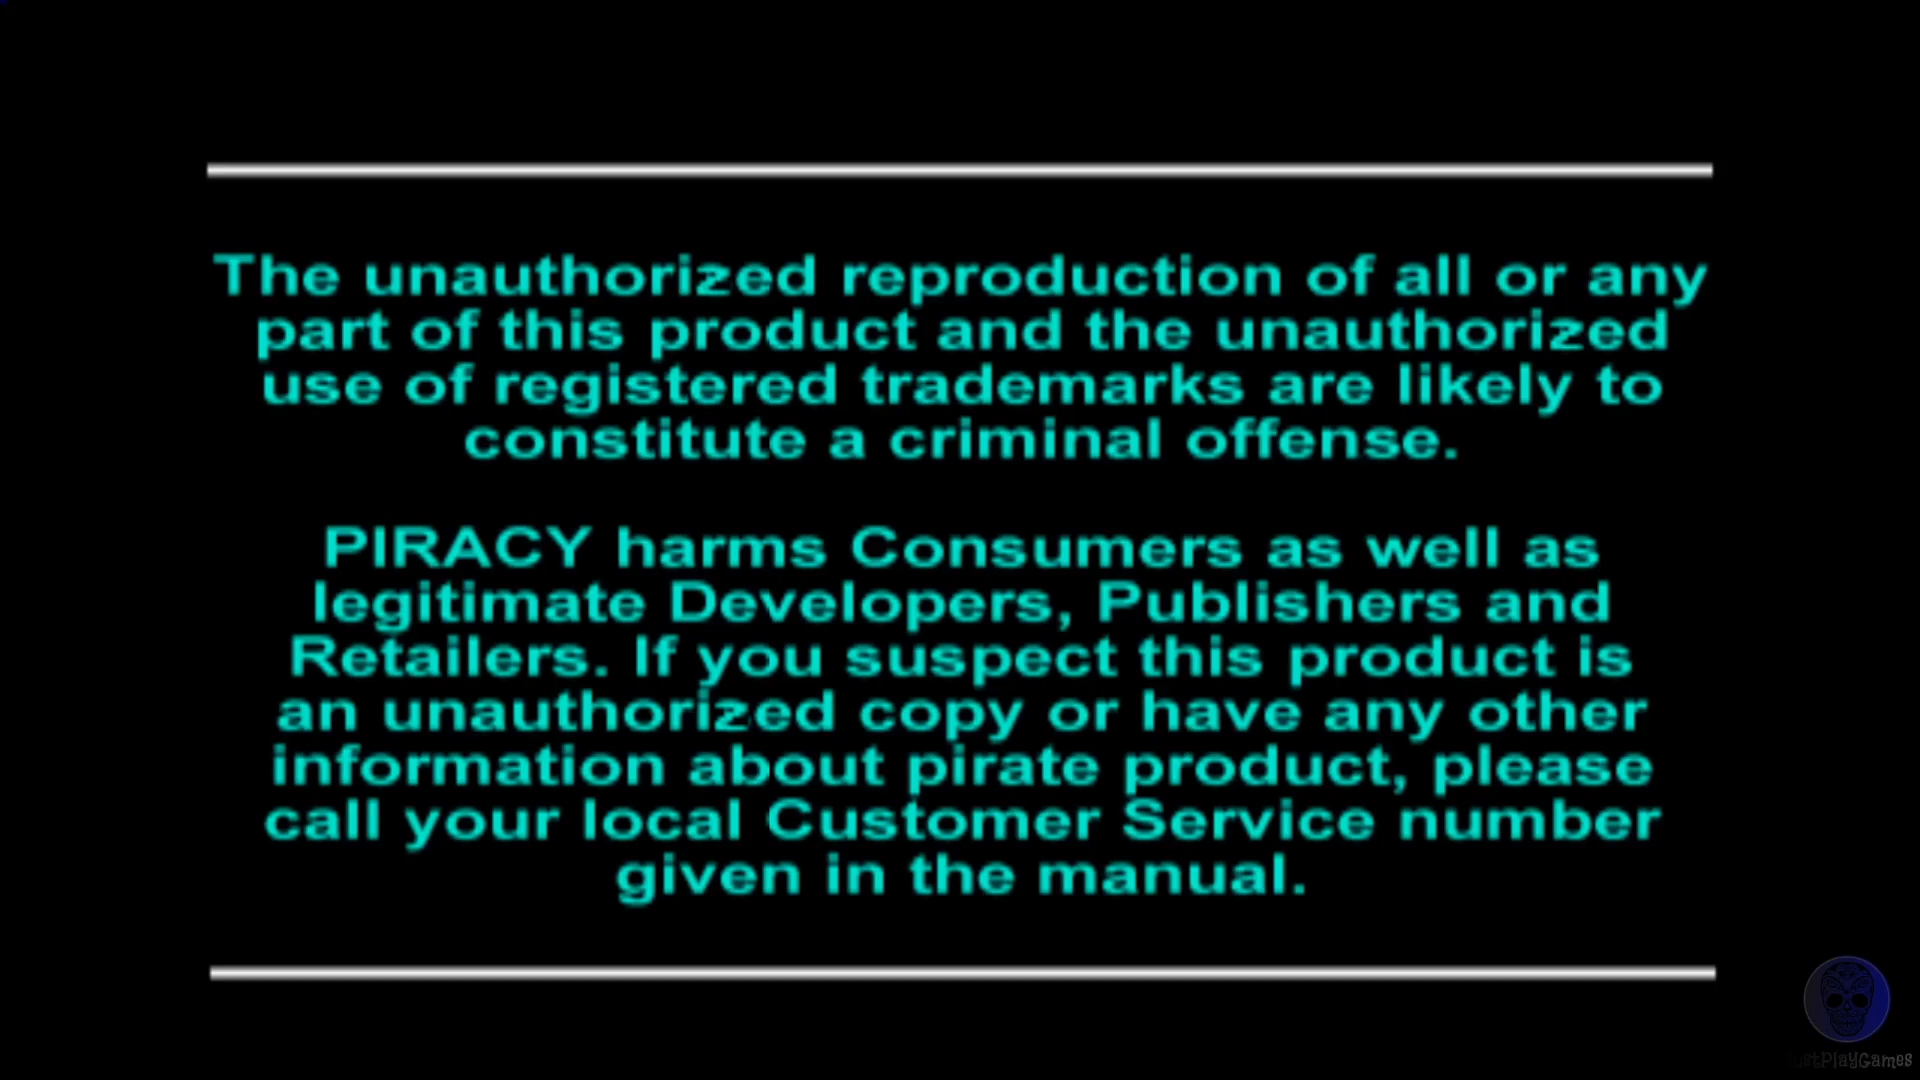 The unauthorized reproduction of all or any
part of this product and the unauthorized
use of registered trademarks are likely to
constitute a criminal offense.
PIRACY harms Consumers as well as
legitimate Developers, Publishers and
Retailers. If you suspect this product is
an unauthorized copy or have any other
information about pirate product, please
call your local Customer Service number
given in the manual.